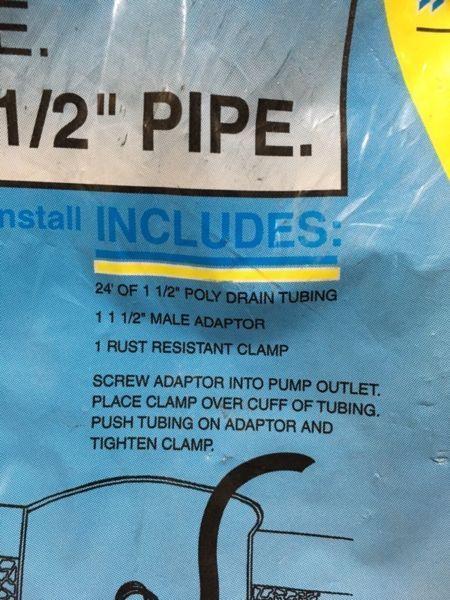 E.
1/2" PIPE.
nstall INCLUDES:
24' OF 1 1/2" POLY DRAIN TUBING
1 1 1/2" MALE ADAPTOR
1 RUST RESISTANT CLAMP
SCREW ADAPTOR INTO PUMP OUTLET.
PLACE CLAMP OVER CUFF OF TUBING.
PUSH TUBING ON ADAPTOR AND
TIGHTEN CLAMP.